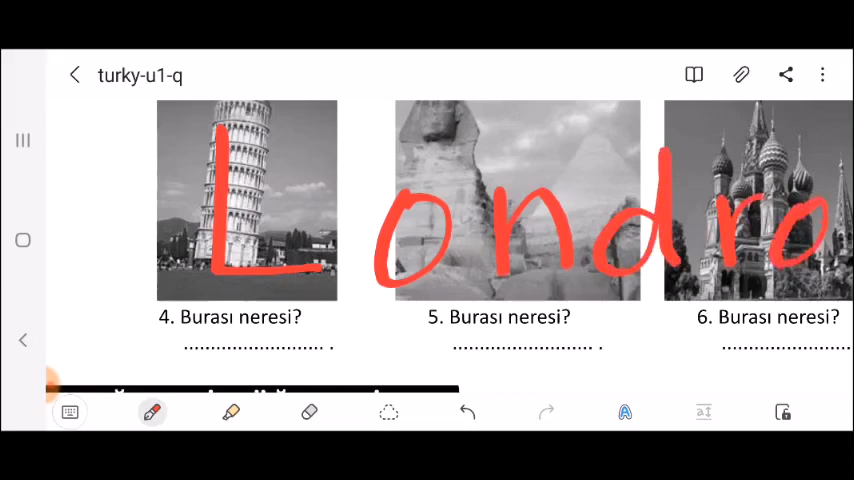 turky-u1-q
Londro
4. Burası neresi?
5. Burası neresi?
6. Burası neresi?
.......................... .
.......................... .
........................